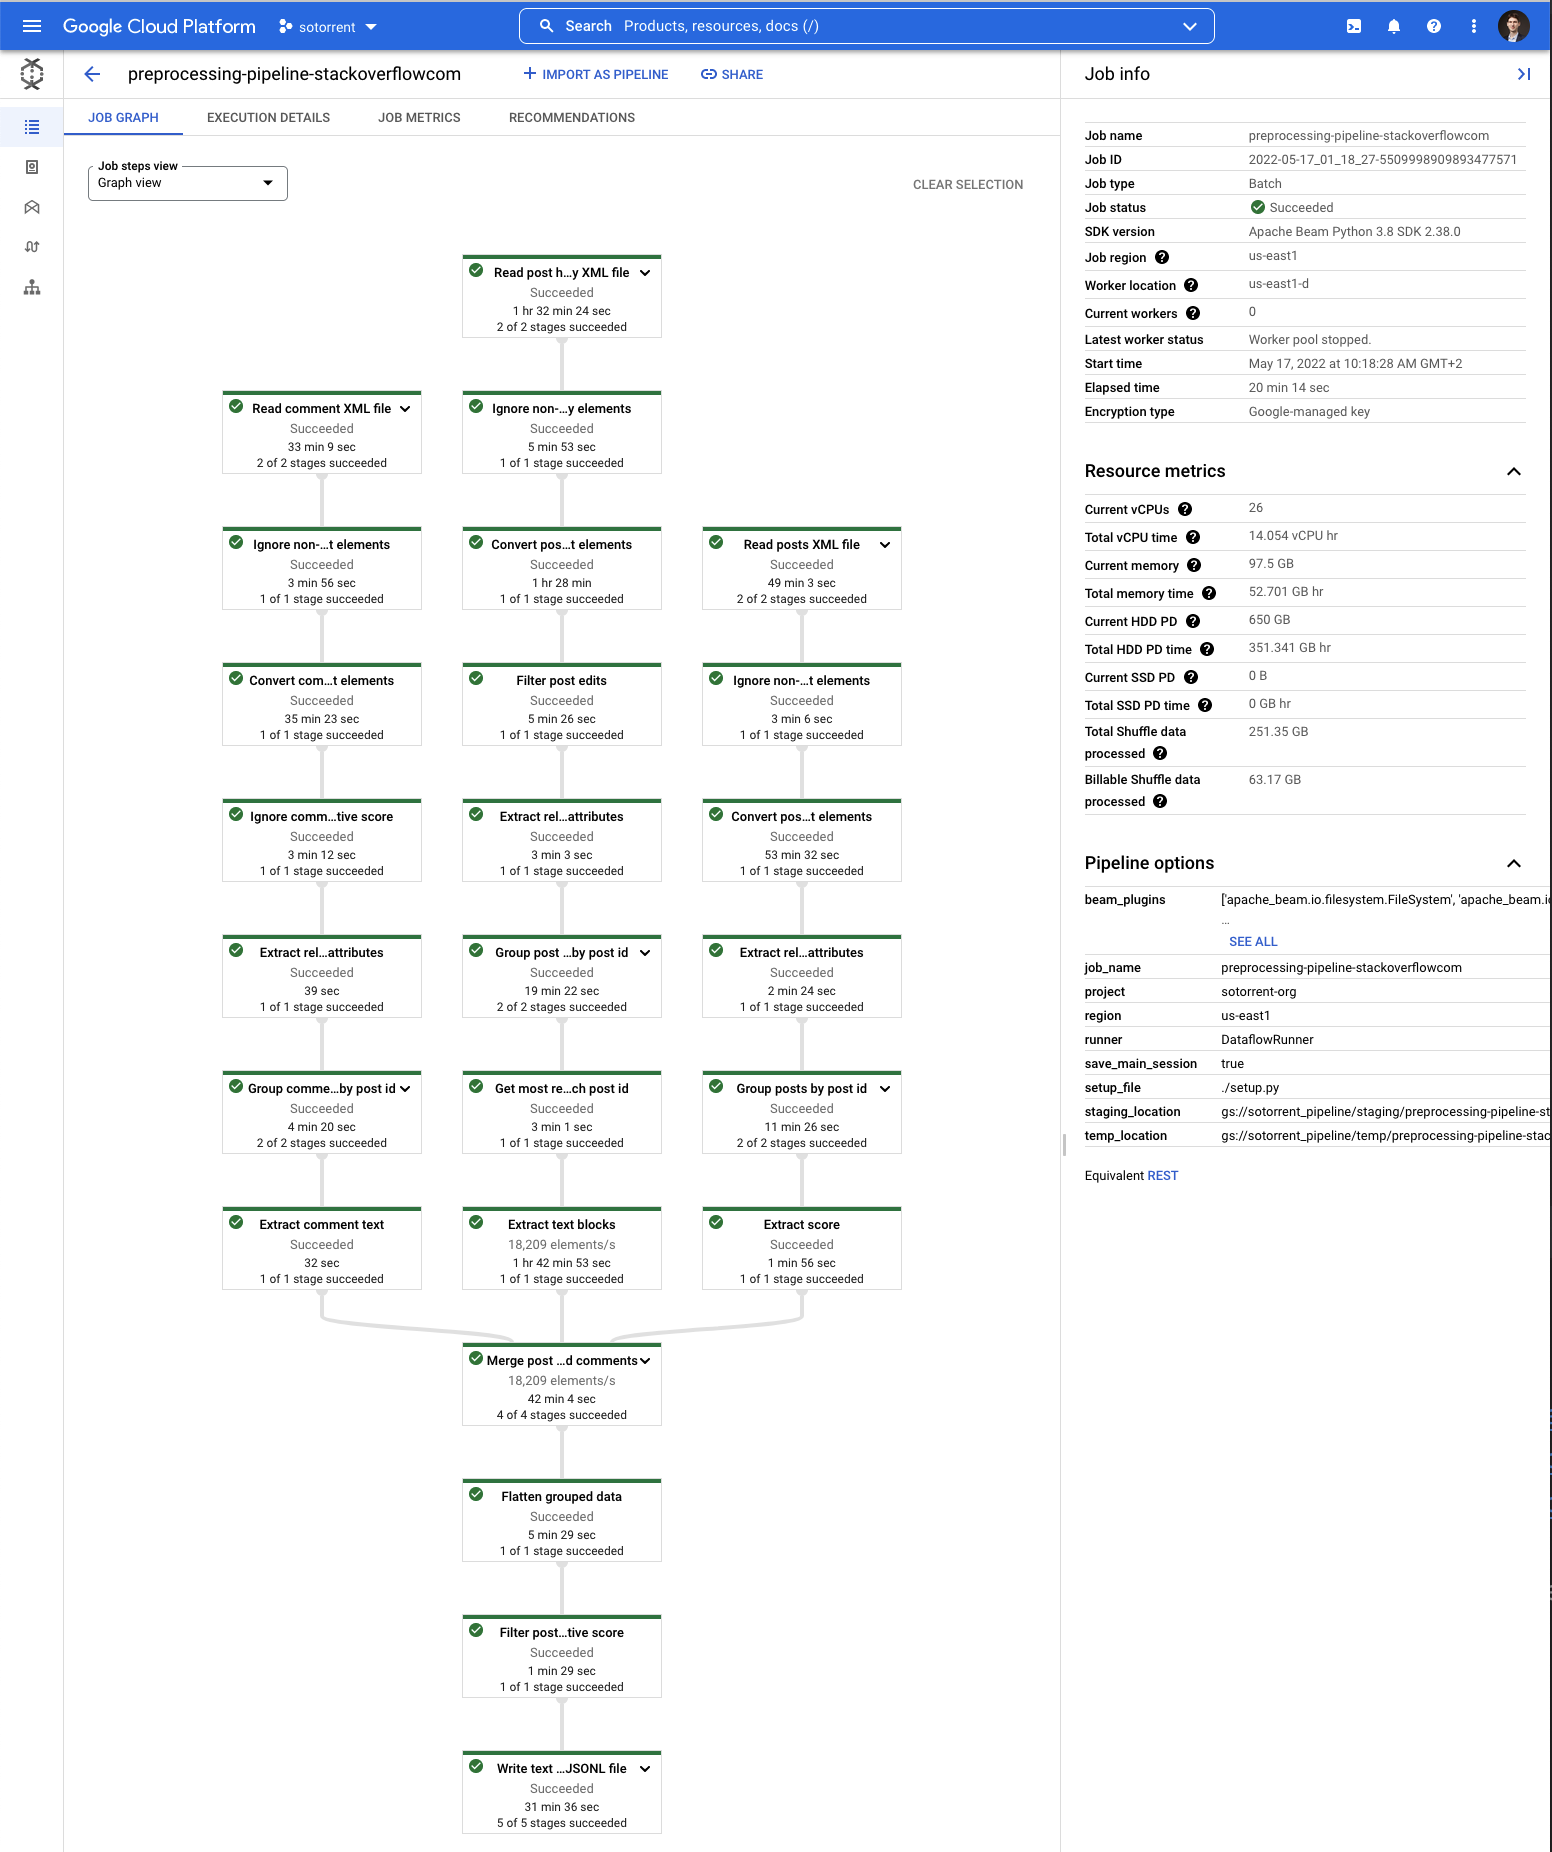 Google Cloud Platform
sotorrent
Search Products, resources, docs (/)
preprocessing-pipeline-stackoverflowcom
IMPORT AS PIPELINE
SHARE
JOB GRAPH
EXECUTION DETAILS
JOB METRICS
RECOMMENDATIONS
Job steps view
Graph view
CLEAR SELECTION
Read post h...y XML file
Succeeded
1 hr 32 min 24 sec
2 of 2 stages succeeded
Read comment XML file
Succeeded
33 min 9 sec
2 of 2 stages succeeded
Ignore non-...y elements
Succeeded
5 min 53 sec
1 of 1 stage succeeded
Ignore non-...t elements
Succeeded
3 min 56 sec
1 of 1 stage succeeded
Convert pos...t elements
Succeeded
1 hr 28 min
1 of 1 stage succeeded
Read posts XML file
Succeeded
49 min 3 sec
2 of 2 stages succeeded
Convert com...t elements
Succeeded
35 min 23 sec
1 of 1 stage succeeded
Filter post edits
Succeeded
5 min 26 sec
1 of 1 stage succeeded
Ignore non-...t elements
Succeeded
3 min 6 sec
1 of 1 stage succeeded
Ignore comm...tive score
Succeeded
3 min 12 sec
1 of 1 stage succeeded
Extract rel...attributes
Succeeded
3 min 3 sec
1 of 1 stage succeeded
Convert pos...t elements
Succeeded
53 min 32 sec
1 of 1 stage succeeded
Extract rel...attributes
Succeeded
39 sec
1 of 1 stage succeeded
Group post ...by post id
Succeeded
19 min 22 sec
2 of 2 stages succeeded
Extract rel...attributes
Succeeded
2 min 24 sec
1 of 1 stage succeeded
Group comme...by post id
Succeeded
4 min 20 sec
2 of 2 stages succeeded
Get most re...ch post id
Succeeded
3 min 1 sec
1 of 1 stage succeeded
Group posts by post id
Succeeded
11 min 26 sec
2 of 2 stages succeeded
Extract comment text
Succeeded
32 sec
1 of 1 stage succeeded
Extract text blocks
18,209 elements/s
1 hr 42 min 53 sec
1 of 1 stage succeeded
Extract score
Succeeded
1 min 56 sec
1 of 1 stage succeeded
Merge post ...d comments
18,209 elements/s
42 min 4 sec
4 of 4 stages succeeded
Flatten grouped data
Succeeded
5 min 29 sec
1 of 1 stage succeeded
Filter post...tive score
Succeeded
1 min 29 sec
1 of 1 stage succeeded
Write text ...JSONL file
Succeeded
31 min 36 sec
5 of 5 stages succeeded
Job info
Job name preprocessing-pipeline-stackoverflowcom
Job ID 2022-05-17_01_18_27-5509998909893477571
Job type Batch
Job status Succeeded
SDK version Apache Beam Python 3.8 SDK 2.38.0
Job region us-east1
Worker location us-east1-d
Current workers 0
Latest worker status Worker pool stopped.
Start time May 17, 2022 at 10:18:28 AM GMT+2
Elapsed time 20 min 14 sec
Encryption type Google-managed key
Resource metrics
Current vCPUs 26
Total vCPU time 14.054 vCPU hr
Current memory 97.5 GB
Total memory time 52.701 GB hr
Current HDD PD 650 GB
Total HDD PD time 351.341 GB hr
Current SSD PD 0 B
Total SSD PD time 0 GB hr
Total Shuffle data processed 251.35 GB
Billable Shuffle data processed 63.17 GB
Pipeline options
beam_plugins ['apache_beam.io.filesystem.FileSystem', 'apache_beam.io
...
SEE ALL
job_name preprocessing-pipeline-stackoverflowcom
project sotorrent-org
region us-east1
runner DataflowRunner
save_main_session true
setup_file ./setup.py
staging_location gs://sotorrent_pipeline/staging/preprocessing-pipeline-st
temp_location gs://sotorrent_pipeline/temp/preprocessing-pipeline-stac
Equivalent REST